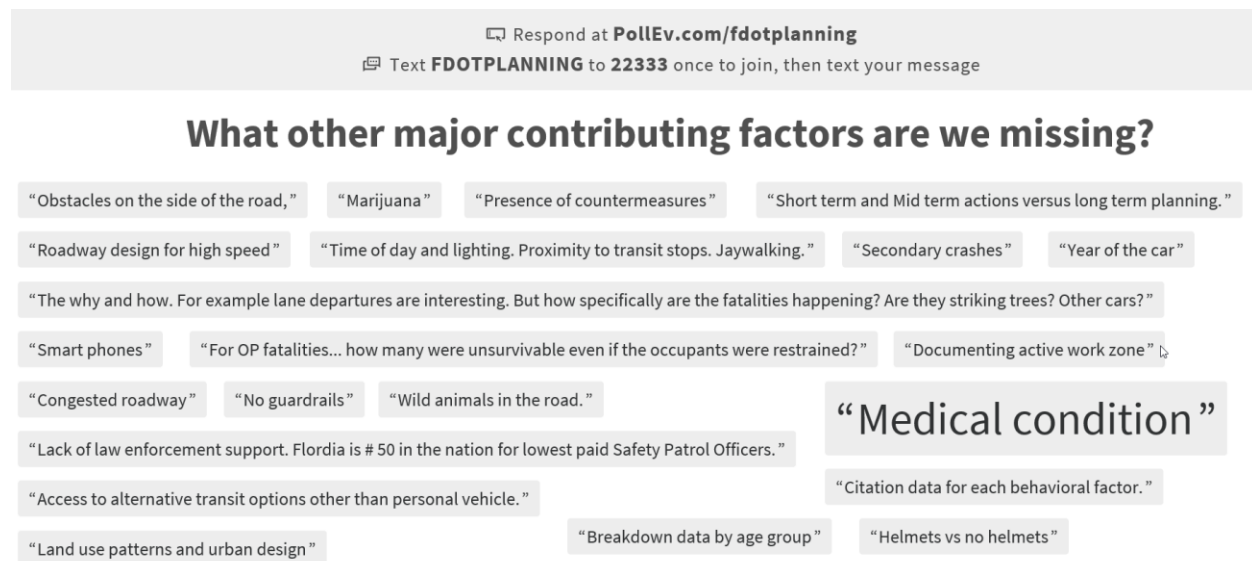 Respond at PollEv.com/fdotplanning
Text FDOTPLANNING to 22333 once to join, then text your message
What other major contributing factors are we missing?
“Obstacles on the side of the road,”
“Marijuana”
“Presence of countermeasures”
“Short term and Mid term actions versus long term planning.”
“Roadway design for high speed”
“Time of day and lighting. Proximity to transit stops. Jaywalking.”
“Secondary crashes”
“Year of the car”
“The why and how. For example lane departures are interesting. But how specifically are the fatalities happening? Are they striking trees? Other cars?”
“Smart phones”
“For OP fatalities... how many were unsurvivable even if the occupants were restrained?”
“Documenting active work zone”
“Congested roadway”
“No guardrails”
“Wild animals in the road.”
“Medical condition”
“Lack of law enforcement support. Flordia is # 50 in the nation for lowest paid Safety Patrol Officers.”
“Access to alternative transit options other than personal vehicle.”
“Citation data for each behavioral factor.”
“Land use patterns and urban design”
“Breakdown data by age group”
“Helmets vs no helmets”